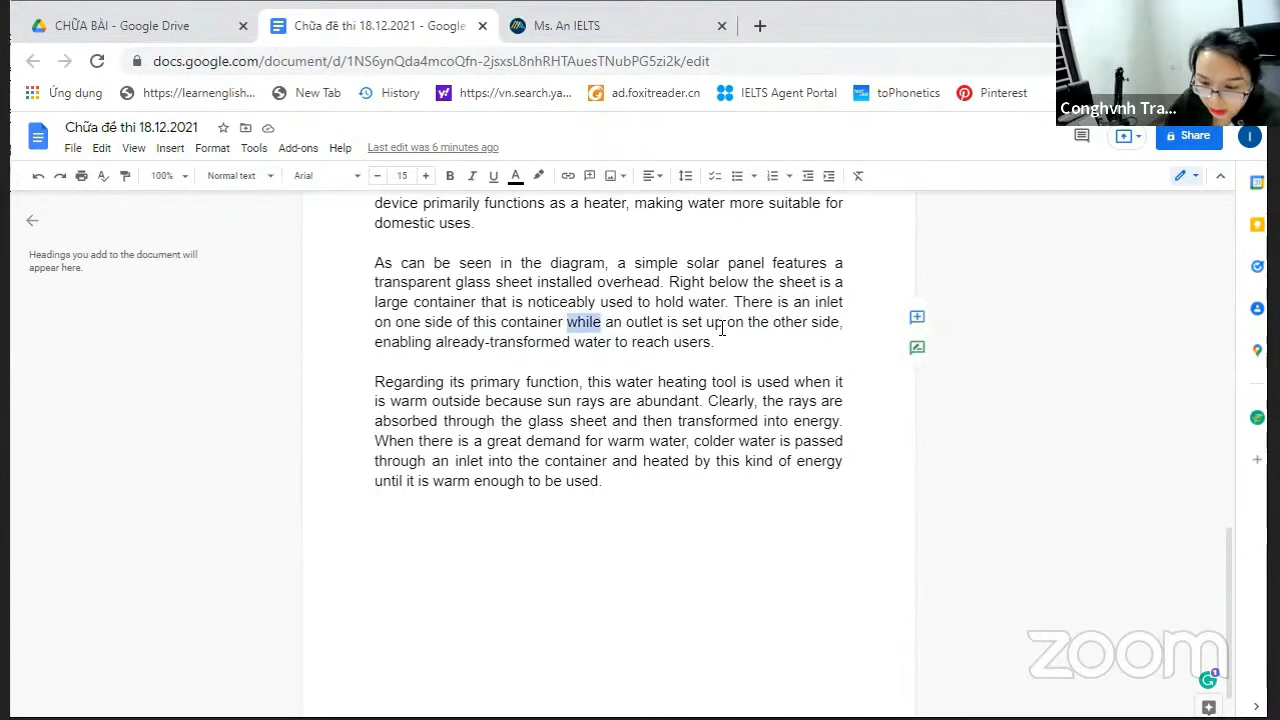 CHỮA BÀI - Google Drive
Chữa đề thi 18.12.2021 - Google
Ms. An IELTS
docs.google.com/document/d/1NS6ynQda4mcoQfn-2jsxsL8nhRHTAuesTNubPG5zi2k/edit
Ứng dụng
https://learnenglish...
New Tab
History
https://vn.search.ya...
ad.foxitreader.cn
IELTS Agent Portal
toPhonetics
Pinterest
Conghvnh Tra...
Chữa đề thi 18.12.2021
File Edit View Insert Format Tools Add-ons Help Last edit was 6 minutes ago
Share
I
100% Normal text Arial 15 B I U A
Headings you add to the document will
appear here.
device primarily functions as a heater, making water more suitable for
domestic uses.
As can be seen in the diagram, a simple solar panel features a
transparent glass sheet installed overhead. Right below the sheet is a
large container that is noticeably used to hold water. There is an inlet
on one side of this container while an outlet is set up on the other side,
enabling already-transformed water to reach users.
Regarding its primary function, this water heating tool is used when it
is warm outside because sun rays are abundant. Clearly, the rays are
absorbed through the glass sheet and then transformed into energy.
When there is a great demand for warm water, colder water is passed
through an inlet into the container and heated by this kind of energy
until it is warm enough to be used.
zoom